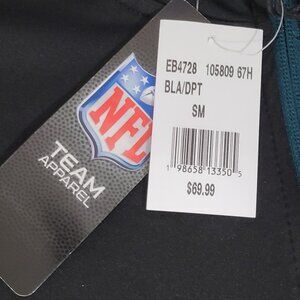 EB4728 105809 67H
BLA/DPT
SM
1 98658 13350 5
$69.99
NFL
TEAM
APPAREL